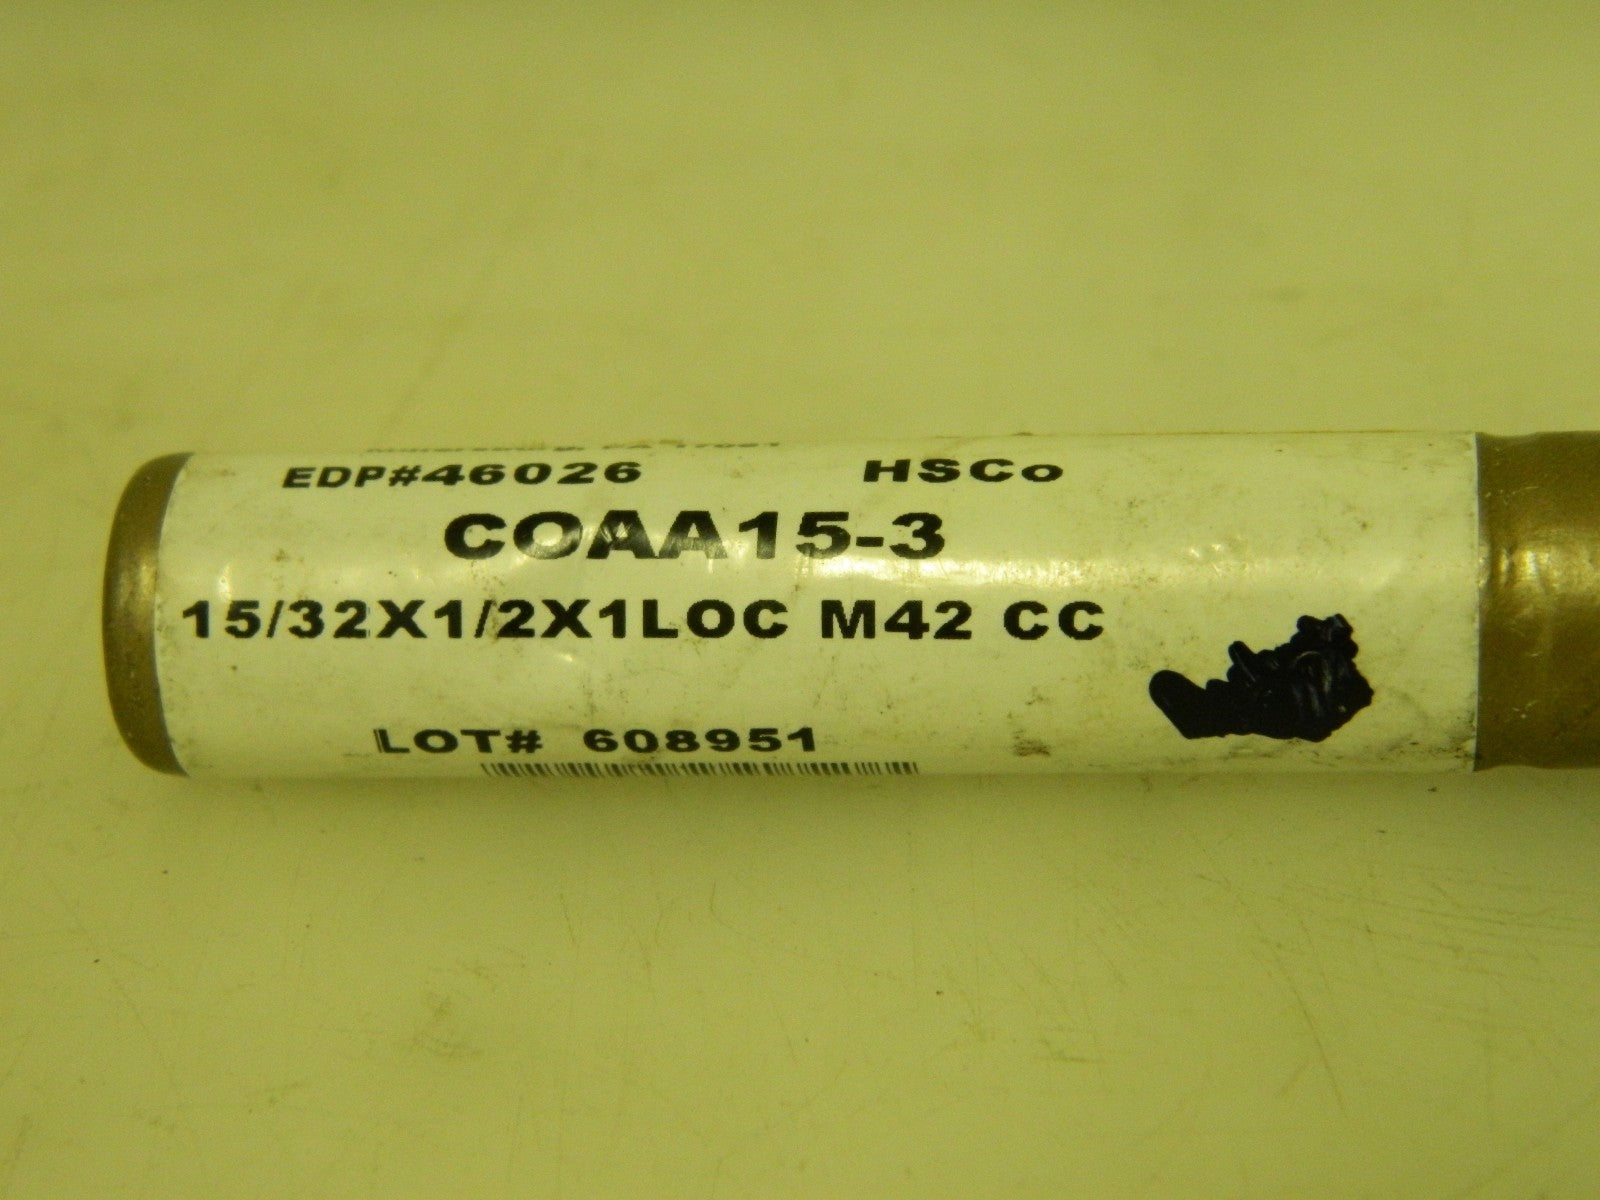 EDP#46026 HSCo
COAA15-3
15/32X1/2X1LOC M42 CC
LOT# 608951